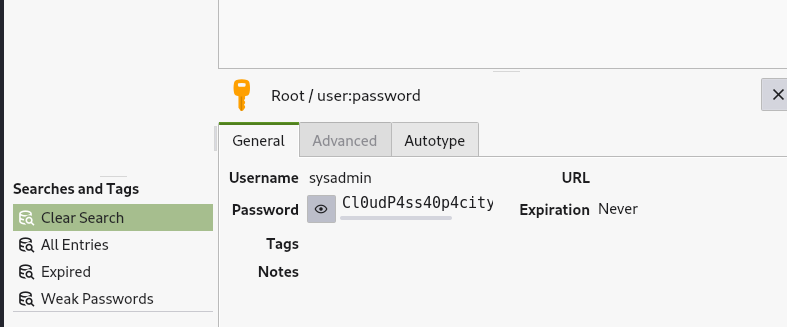 Root / user:password
General Advanced Autotype
Username sysadmin URL
Password Cl0udP4ss40p4city Expiration Never
Tags
Notes
Searches and Tags
Clear Search
All Entries
Expired
Weak Passwords